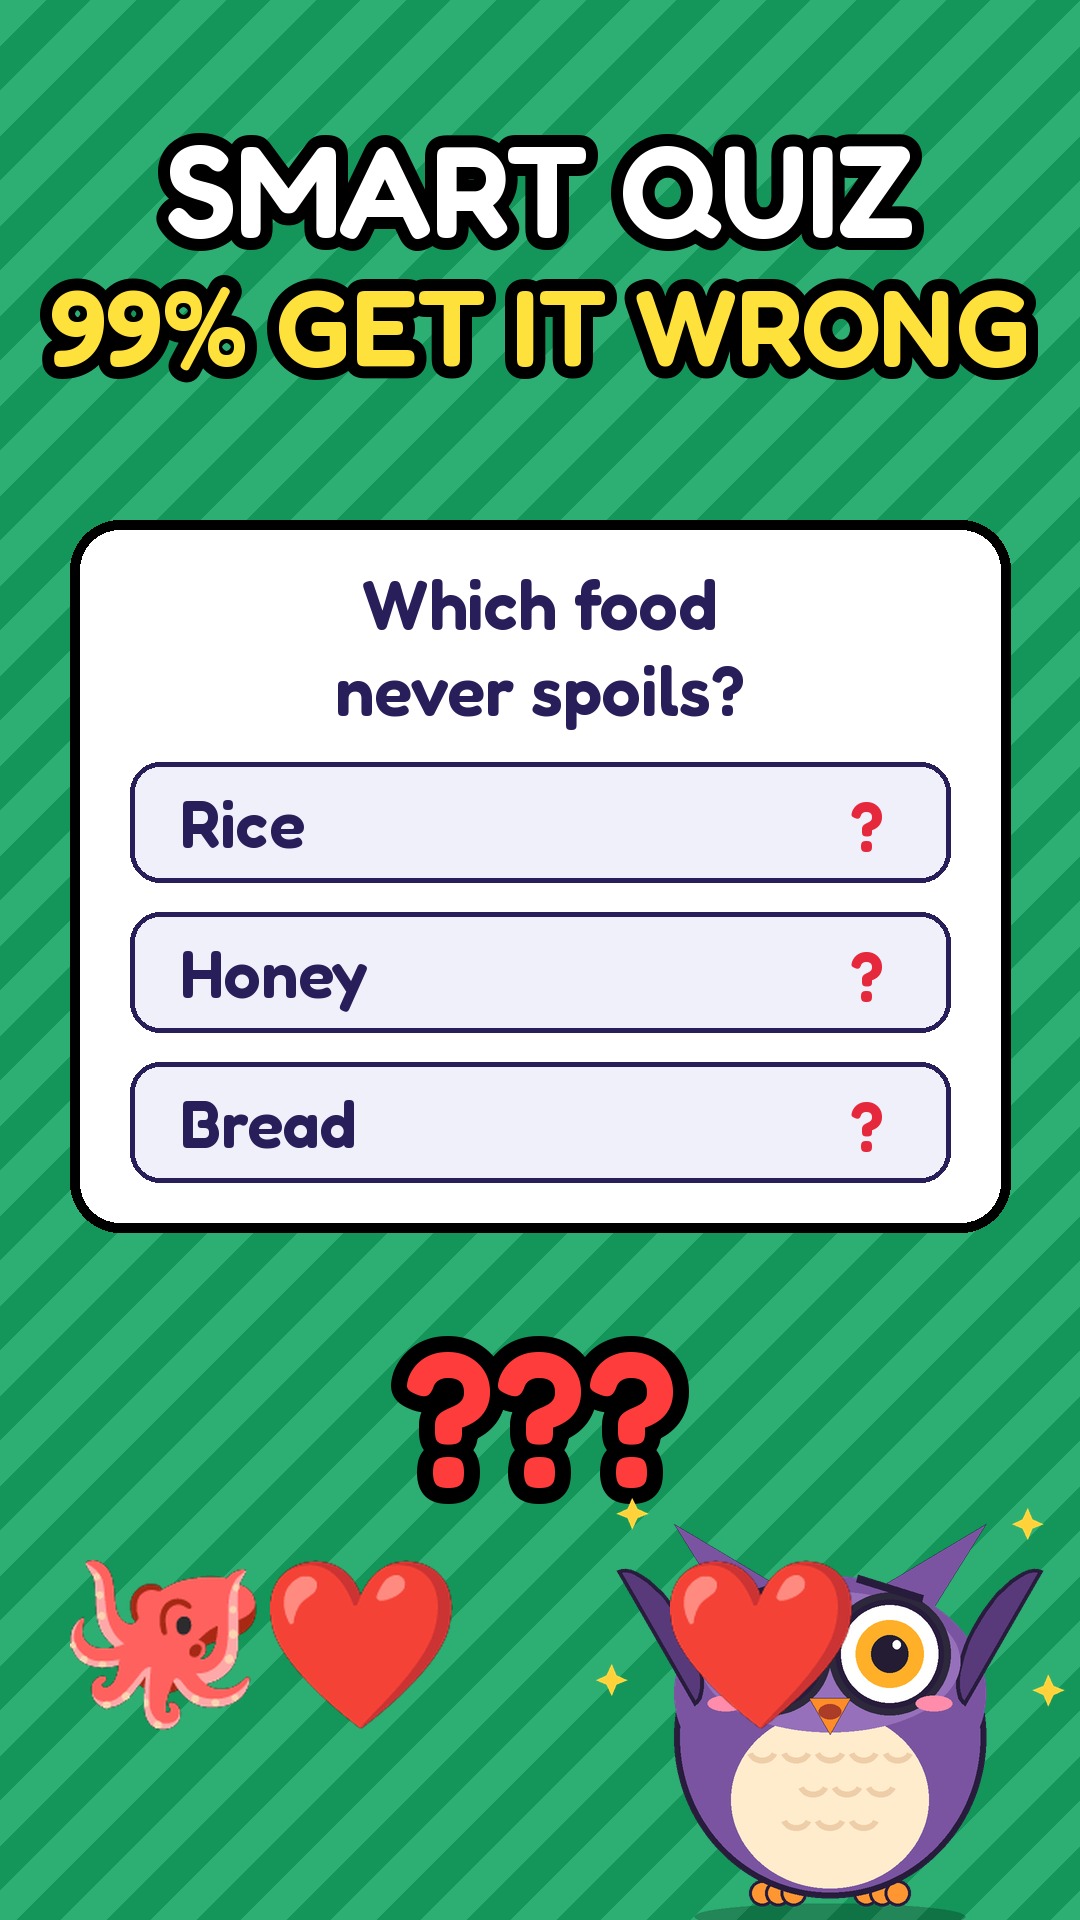 SMART QUIZ
99% GET IT WRONG
Which food
never spoils?
Rice ?
Honey ?
Bread ?
???